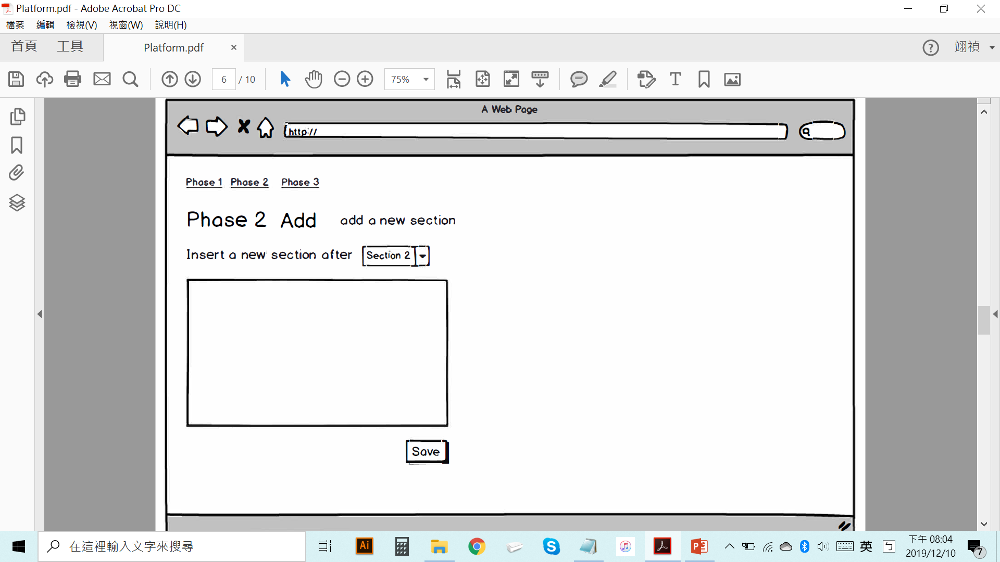 Platform.pdf - Adobe Acrobat Pro DC
檔案 編輯 檢視(V) 視窗(W) 說明(H)
首頁 工具 Platform.pdf × ? 翊禎
6 / 10 75%
A Web Page
http://
Phase 1 Phase 2 Phase 3
Phase 2 Add add a new section
Insert a new section after Section 2
Save
在這裡輸入文字來搜尋 Ai 英 ㄅ 下午 08:04
2019/12/10 7